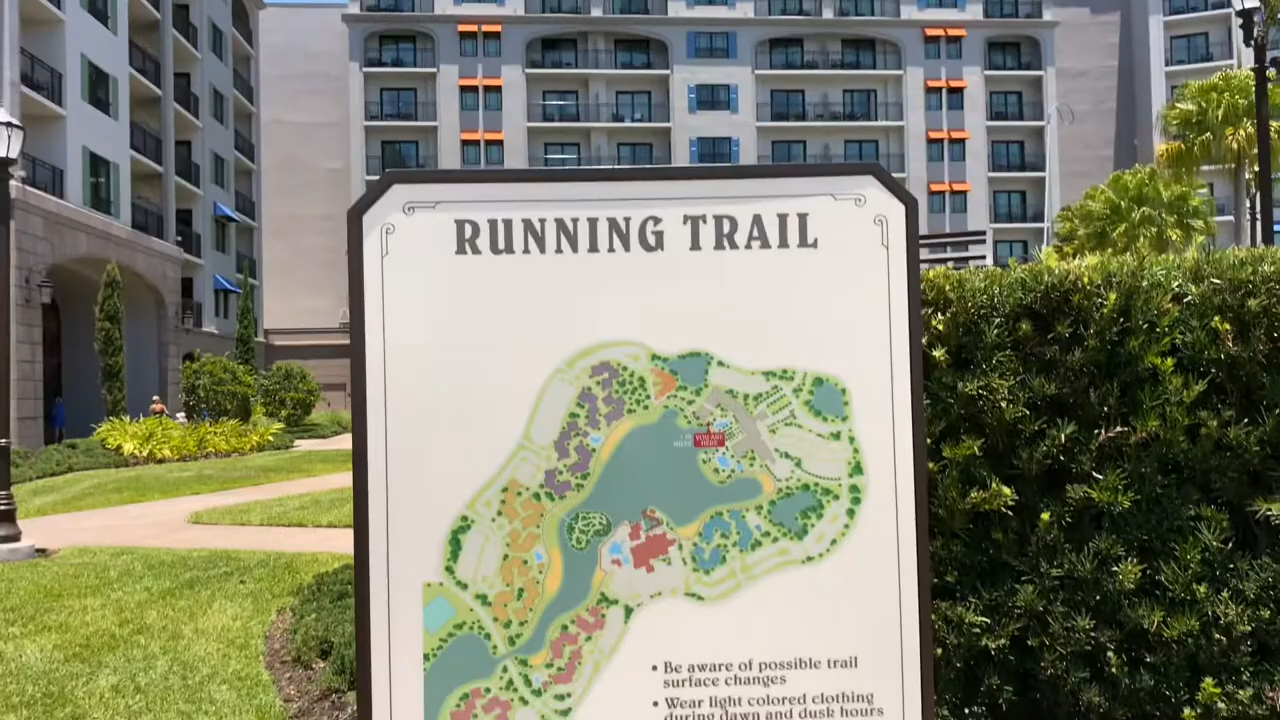 RUNNING TRAIL
YOU ARE
HERE
• Be aware of possible trail
surface changes
• Wear light colored clothing
during dawn and dusk hours